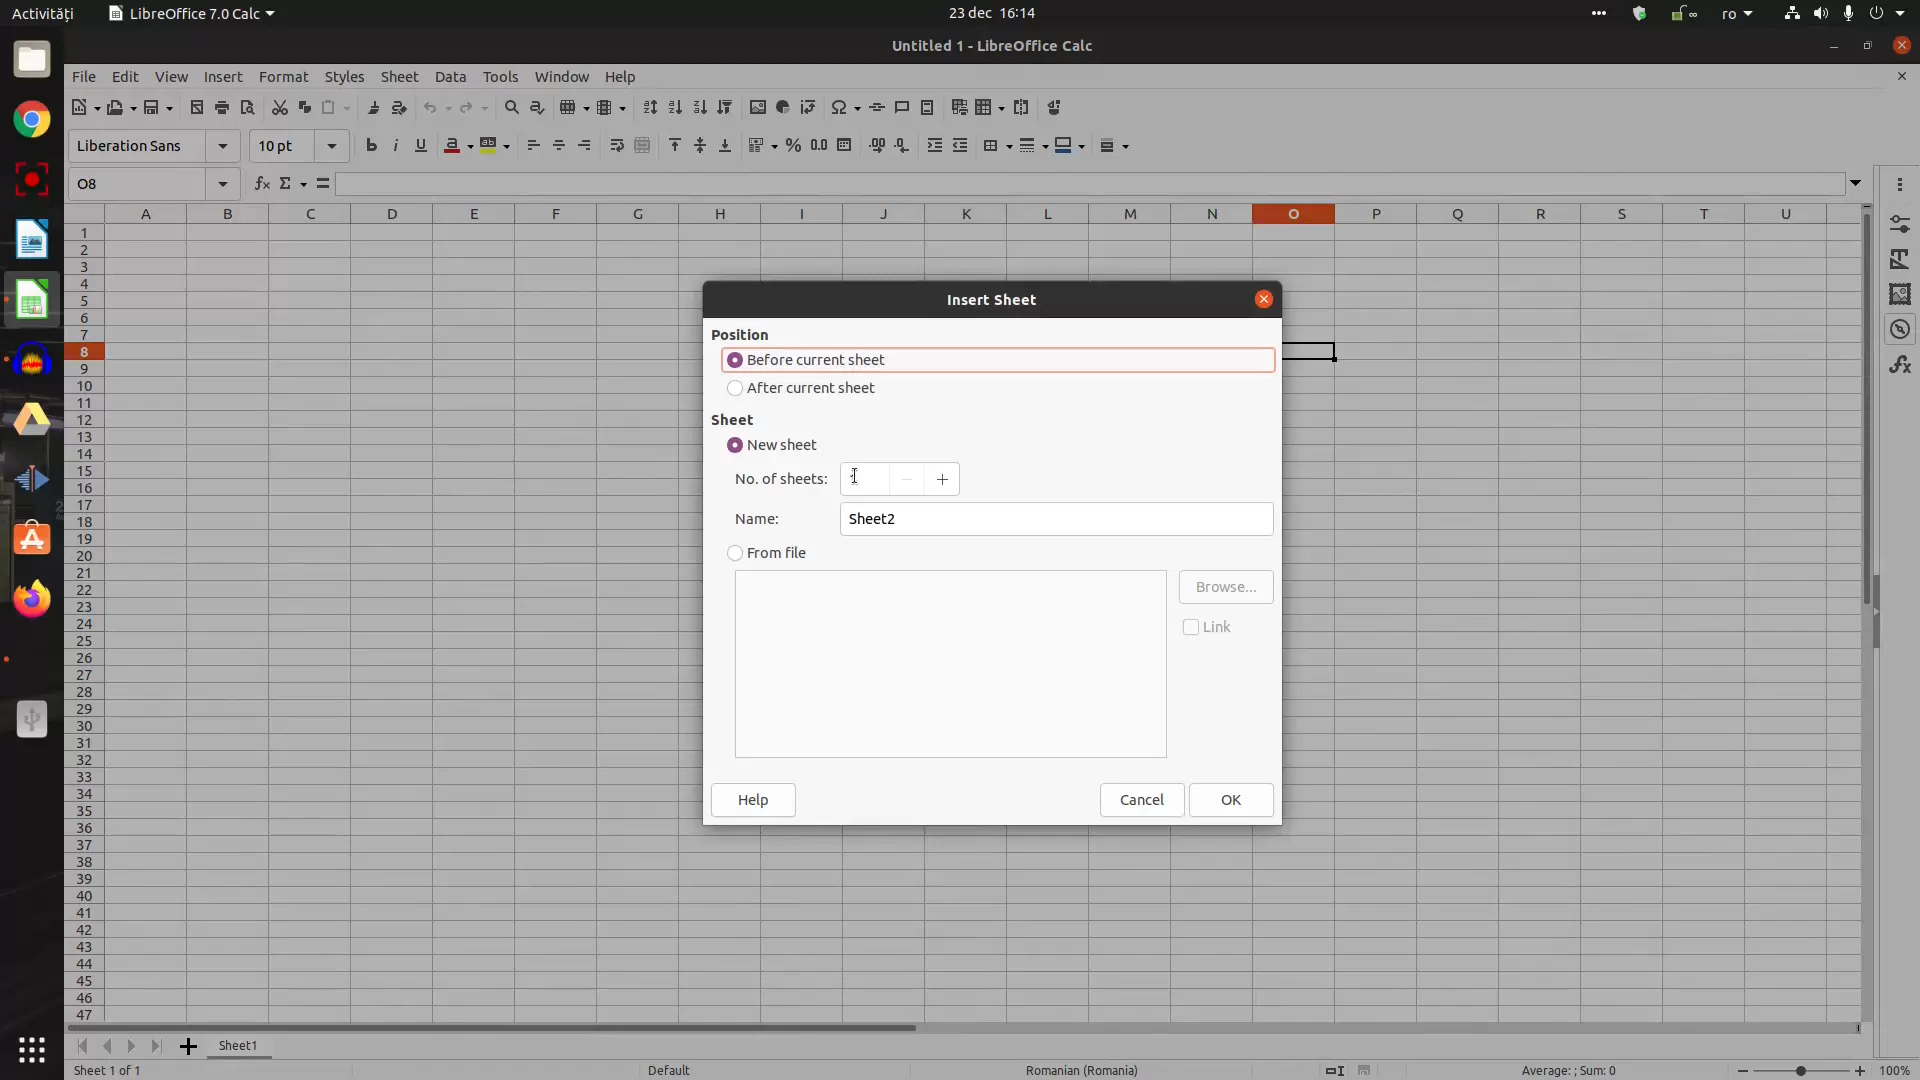 Activități LibreOffice 7.0 Calc 23 dec 16:14 ro
Untitled 1 - LibreOffice Calc
File Edit View Insert Format Styles Sheet Data Tools Window Help
Liberation Sans 10 pt
O8
A B C D E F G H I J K L M N O P Q R S T U
1
2
3
4
5
6
7
8
9
10
11
12
13
14
15
16
17
18
19
20
21
22
23
24
25
26
27
28
29
30
31
32
33
34
35
36
37
38
39
40
41
42
43
44
45
46
47
Insert Sheet
Position
Before current sheet
After current sheet
Sheet
New sheet
No. of sheets:
Name: Sheet2
From file
Browse...
Link
Help Cancel OK
Sheet1
Sheet 1 of 1 Default Romanian (Romania) Average: ; Sum: 0 100%